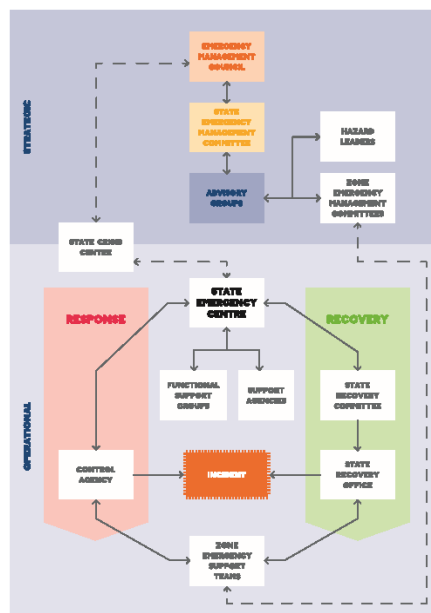 EMERGENCY
MANAGEMENT
COUNCIL
STATE
EMERGENCY
MANAGEMENT
COMMITTEE
STRATEGIC
HAZARD
LEADERS
ADVISORY
GROUPS
ZONE
EMERGENCY
MANAGEMENT
COMMITTEES
STATE CRISIS
CENTRE
STATE
EMERGENCY
CENTRE
RESPONSE
RECOVERY
FUNCTIONAL
SUPPORT
GROUPS
SUPPORT
AGENCIES
STATE
RECOVERY
COMMITTEE
OPERATIONAL
CONTROL
AGENCY
INCIDENT
STATE
RECOVERY
OFFICE
ZONE
EMERGENCY
SUPPORT
TEAMS